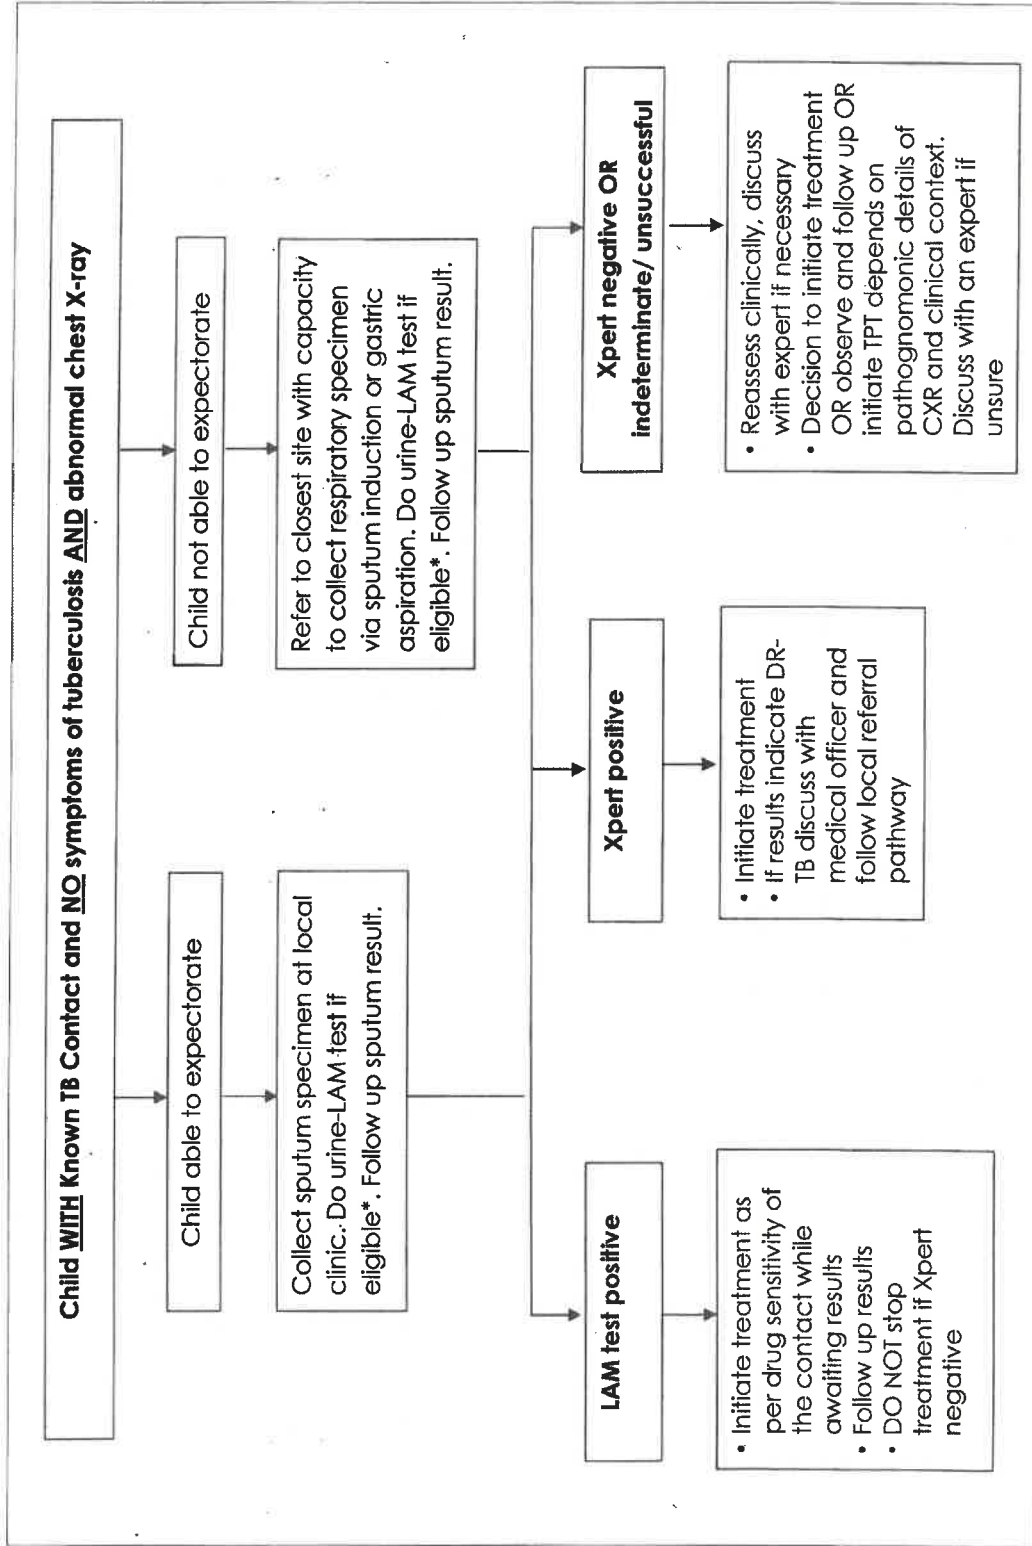 Child WITH Known TB Contact and NO symptoms of tuberculosis AND abnormal chest X-ray
Child able to expectorate
Collect sputum specimen at local
clinic. Do urine-LAM test if
eligible*. Follow up sputum result.
Child not able to expectorate
Refer to closest site with capacity
to collect respiratory specimen
via sputum induction or gastric
aspiration. Do urine-LAM test if
eligible*. Follow up sputum result.
LAM test positive
• Initiate treatment as
per drug sensitivity of
the contact while
awaiting results
• Follow up results
• DO NOT stop
treatment if Xpert
negative
Xpert positive
• Initiate treatment
• If results indicate DR-
TB discuss with
medical officer and
follow local referral
pathway
Xpert negative OR
indeterminate/ unsuccessful
• Reassess clinically, discuss
with expert if necessary
• Decision to initiate treatment
OR observe and follow up OR
initiate TPT depends on
pathognomonic details of
CXR and clinical context.
Discuss with an expert if
unsure